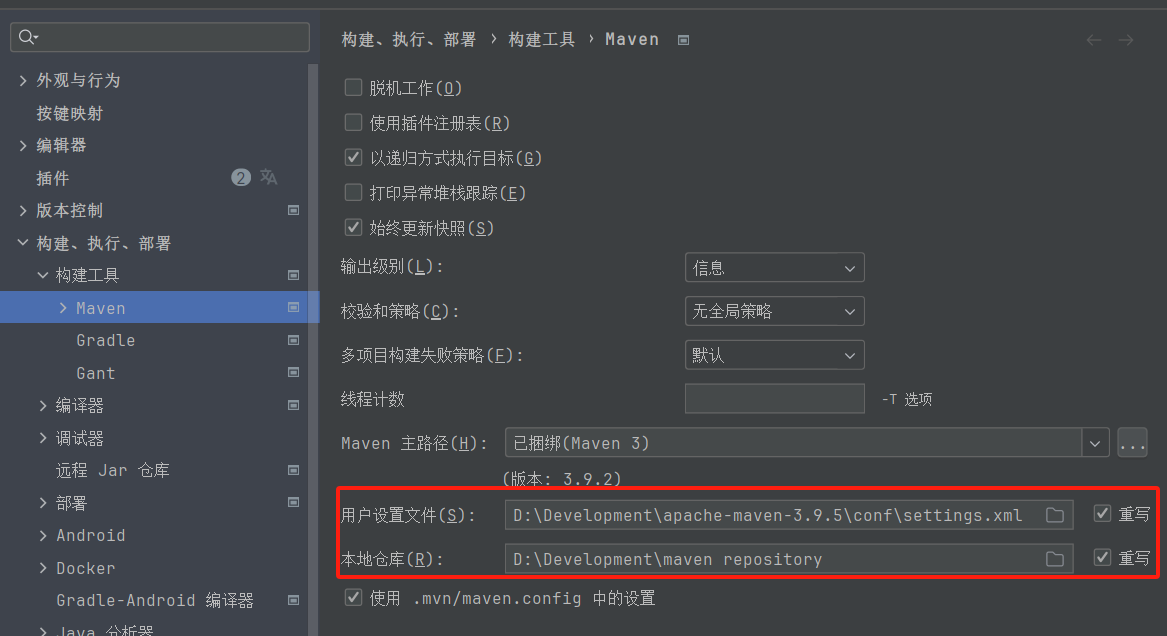 构建、执行、部署 › 构建工具 › Maven
外观与行为
按键映射
编辑器
插件 2
版本控制
构建、执行、部署
构建工具
Maven
Gradle
Gant
编译器
调试器
远程 Jar 仓库
部署
Android
Docker
Gradle-Android 编译器
Java 分析器
脱机工作(O)
使用插件注册表(R)
以递归方式执行目标(G)
打印异常堆栈跟踪(E)
始终更新快照(S)
输出级别(L): 信息
校验和策略(C): 无全局策略
多项目构建失败策略(F): 默认
线程计数 -T 选项
Maven 主路径(H): 已捆绑(Maven 3) ...
(版本: 3.9.2)
用户设置文件(S): D:\Development\apache-maven-3.9.5\conf\settings.xml 重写
本地仓库(R): D:\Development\maven repository 重写
使用 .mvn/maven.config 中的设置